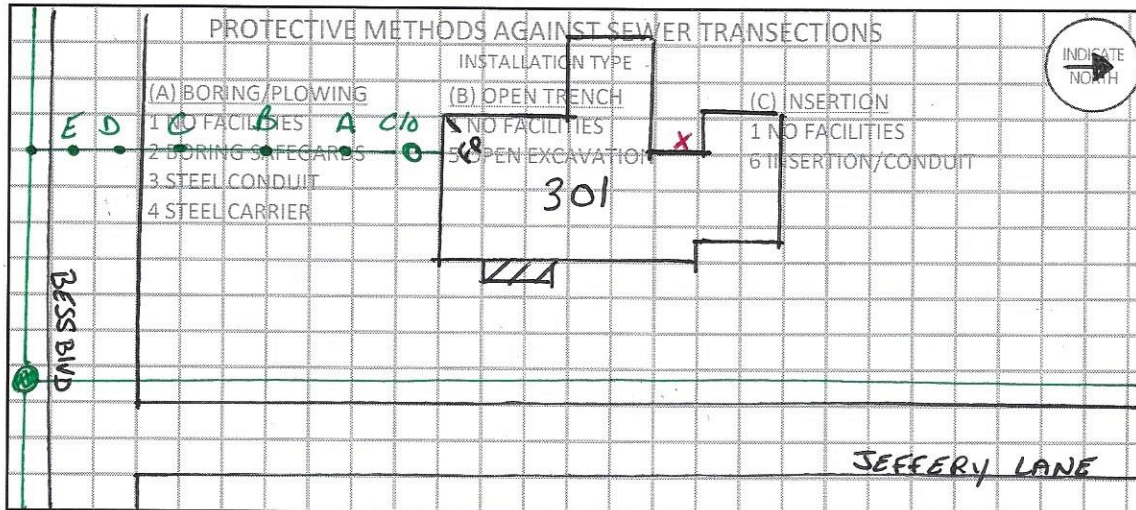 PROTECTIVE METHODS AGAINST SEWER TRANSECTIONS
INSTALLATION TYPE
INDICATE
NORTH
(A) BORING/PLOWING
(B) OPEN TRENCH
(C) INSERTION
1 NO FACILITIES
NO FACILITIES
1 NO FACILITIES
E D C B A C/O
2 BORING SAFEGARDS
5 OPEN EXCAVATION
X
6 INSERTION/CONDUIT
3 STEEL CONDUIT
301
4 STEEL CARRIER
BESS BLVD
JEFFERY LANE